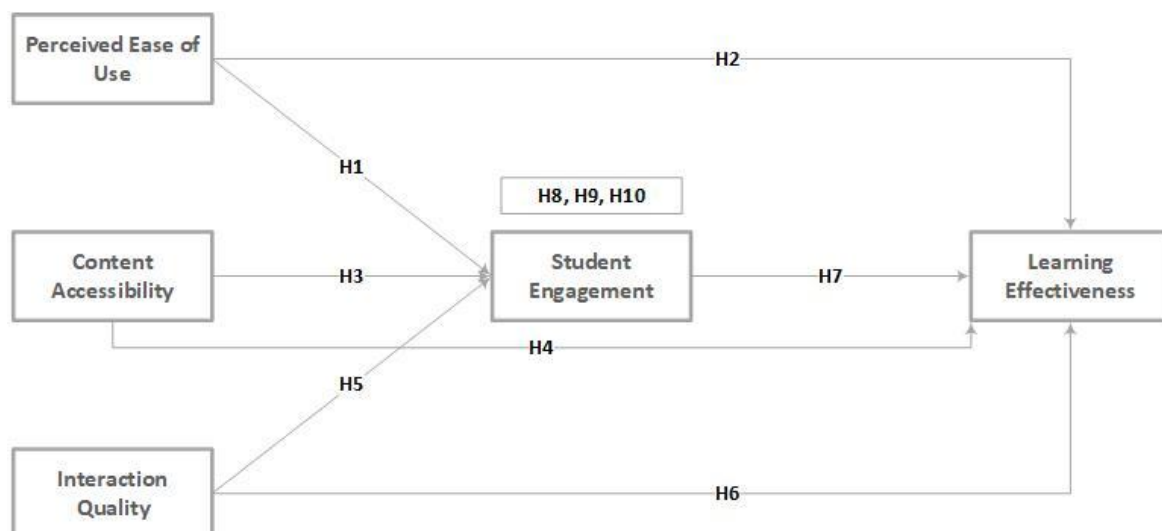 Perceived Ease of
Use
H2
H1
H8, H9, H10
Content
Accessibility
H3
Student
Engagement
H7
Learning
Effectiveness
H4
H5
Interaction
Quality
H6